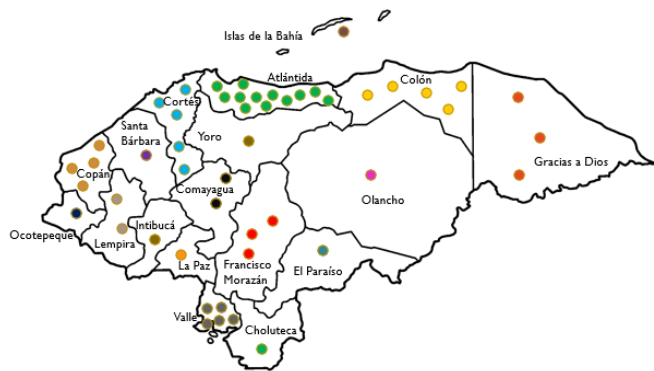 Islas de la Bahía
Atlántida
Colón
Cortés
Santa
Bárbara
Yoro
Gracias a Dios
Copán
Comayagua
Olancho
Ocotepeque
Lempira
Intibucá
La Paz
Francisco
Morazán
El Paraíso
Valle
Choluteca